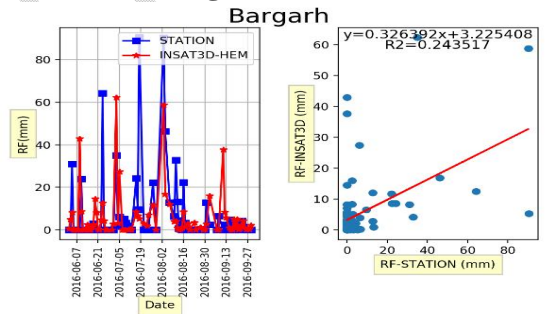 Bargarh
STATION
INSAT3D-HEM
RF(mm)
80
60
40
20
0
2016-06-07
2016-06-21
2016-07-05
2016-07-19
2016-08-02
2016-08-16
2016-08-30
2016-09-13
2016-09-27
Date
y=0.326392x+3.225408
R2=0.243517
RF-INSAT3D (mm)
60
50
40
30
20
10
0
0
20
40
60
80
RF-STATION (mm)